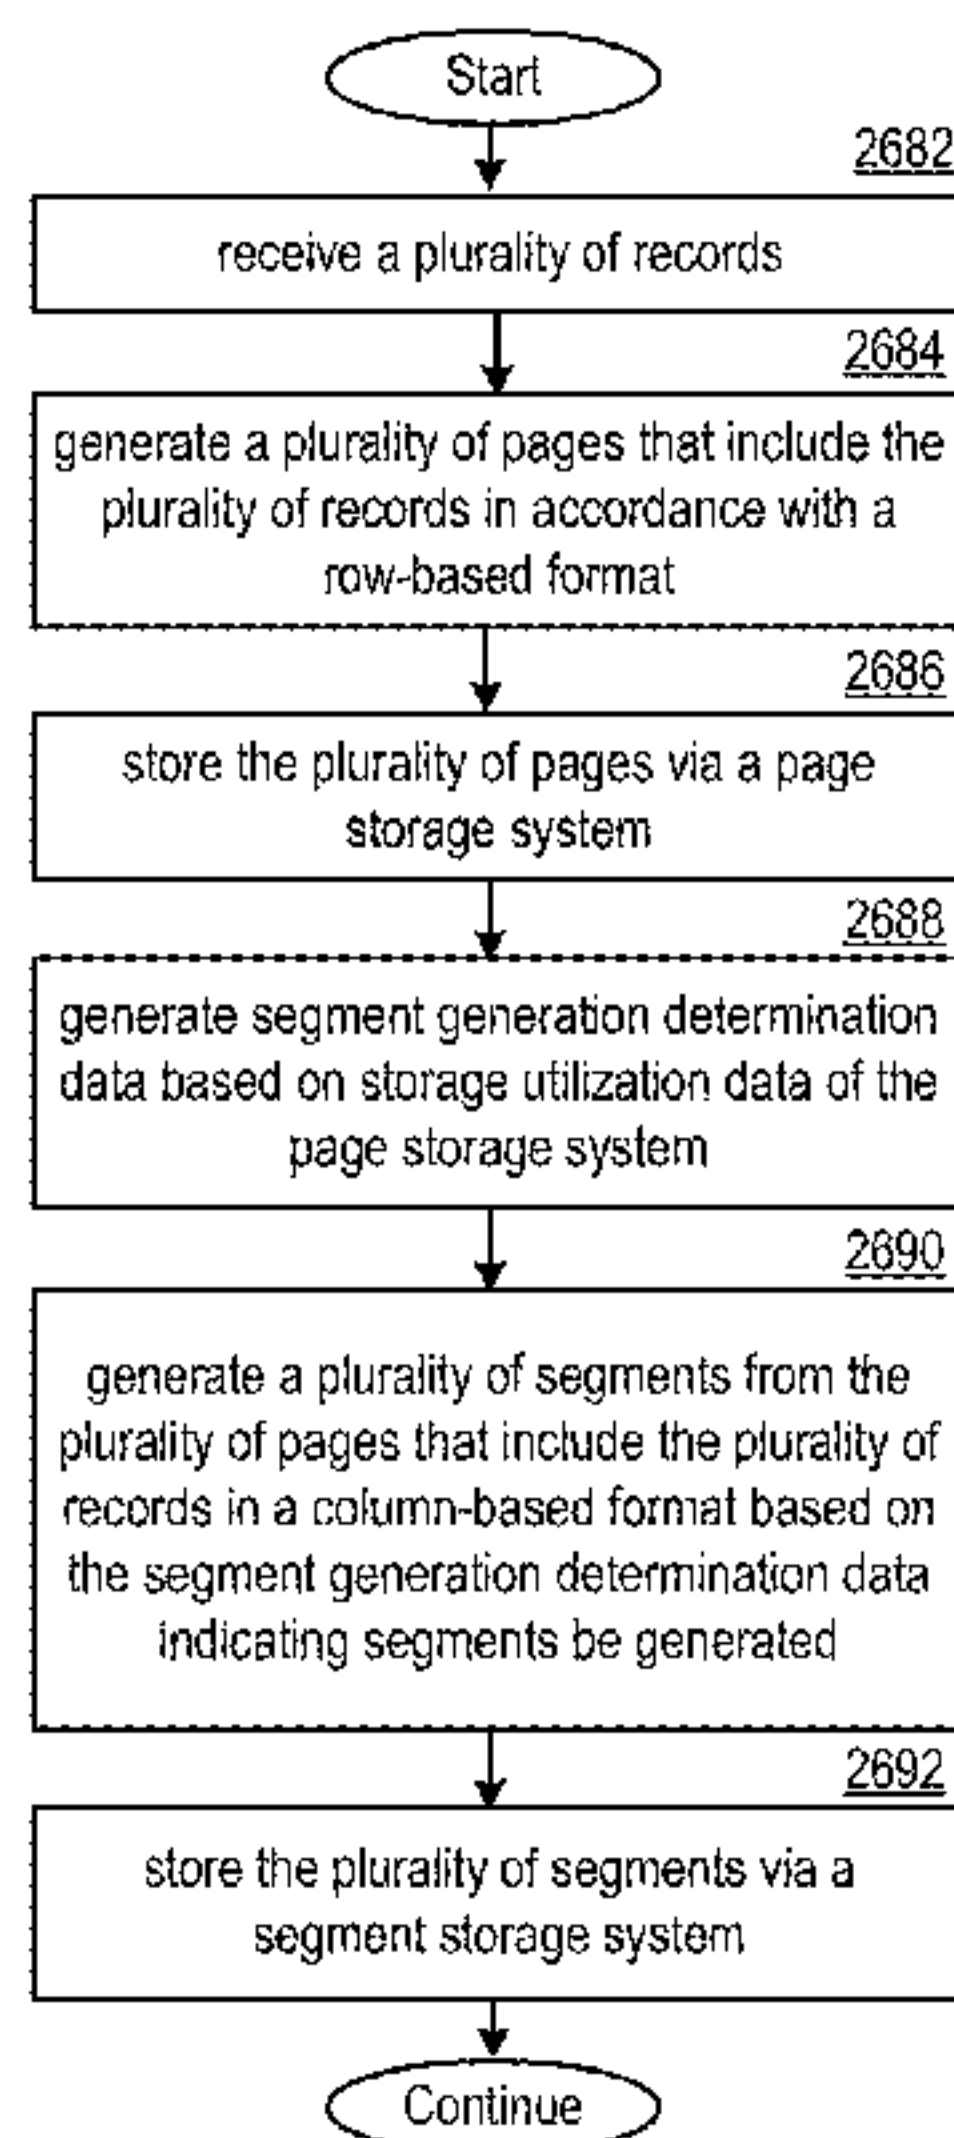 Start
2682
receive a plurality of records
2684
generate a plurality of pages that include the
plurality of records in accordance with a
row-based format
2686
store the plurality of pages via a page
storage system
2688
generate segment generation determination
data based on storage utilization data of the
page storage system
2690
generate a plurality of segments from the
plurality of pages that include the plurality of
records in a column-based format based on
the segment generation determination data
indicating segments be generated
2692
store the plurality of segments via a
segment storage system
Continue